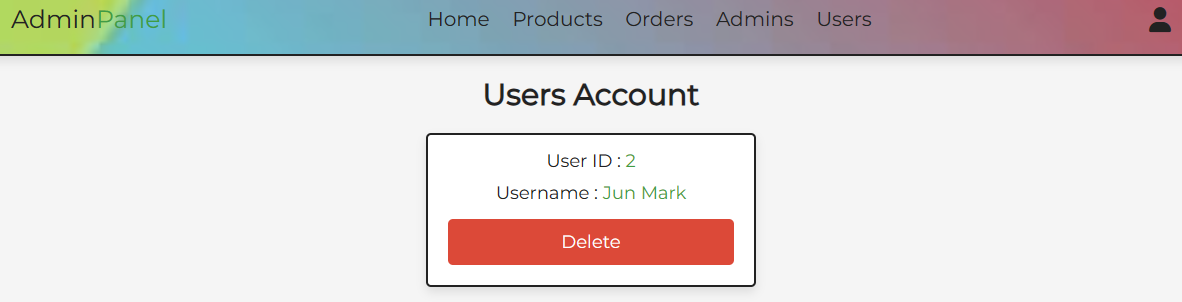 AdminPanel Home Products Orders Admins Users
Users Account
User ID : 2
Username : Jun Mark
Delete